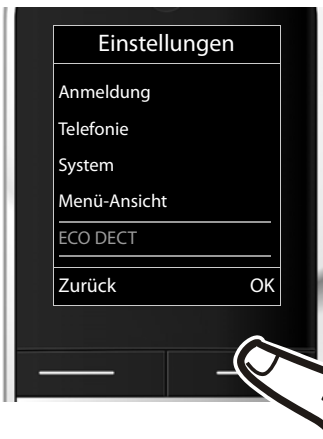 Einstellungen
Anmeldung
Telefonie
System
Menü-Ansicht
ECO DECT
Zurück OK